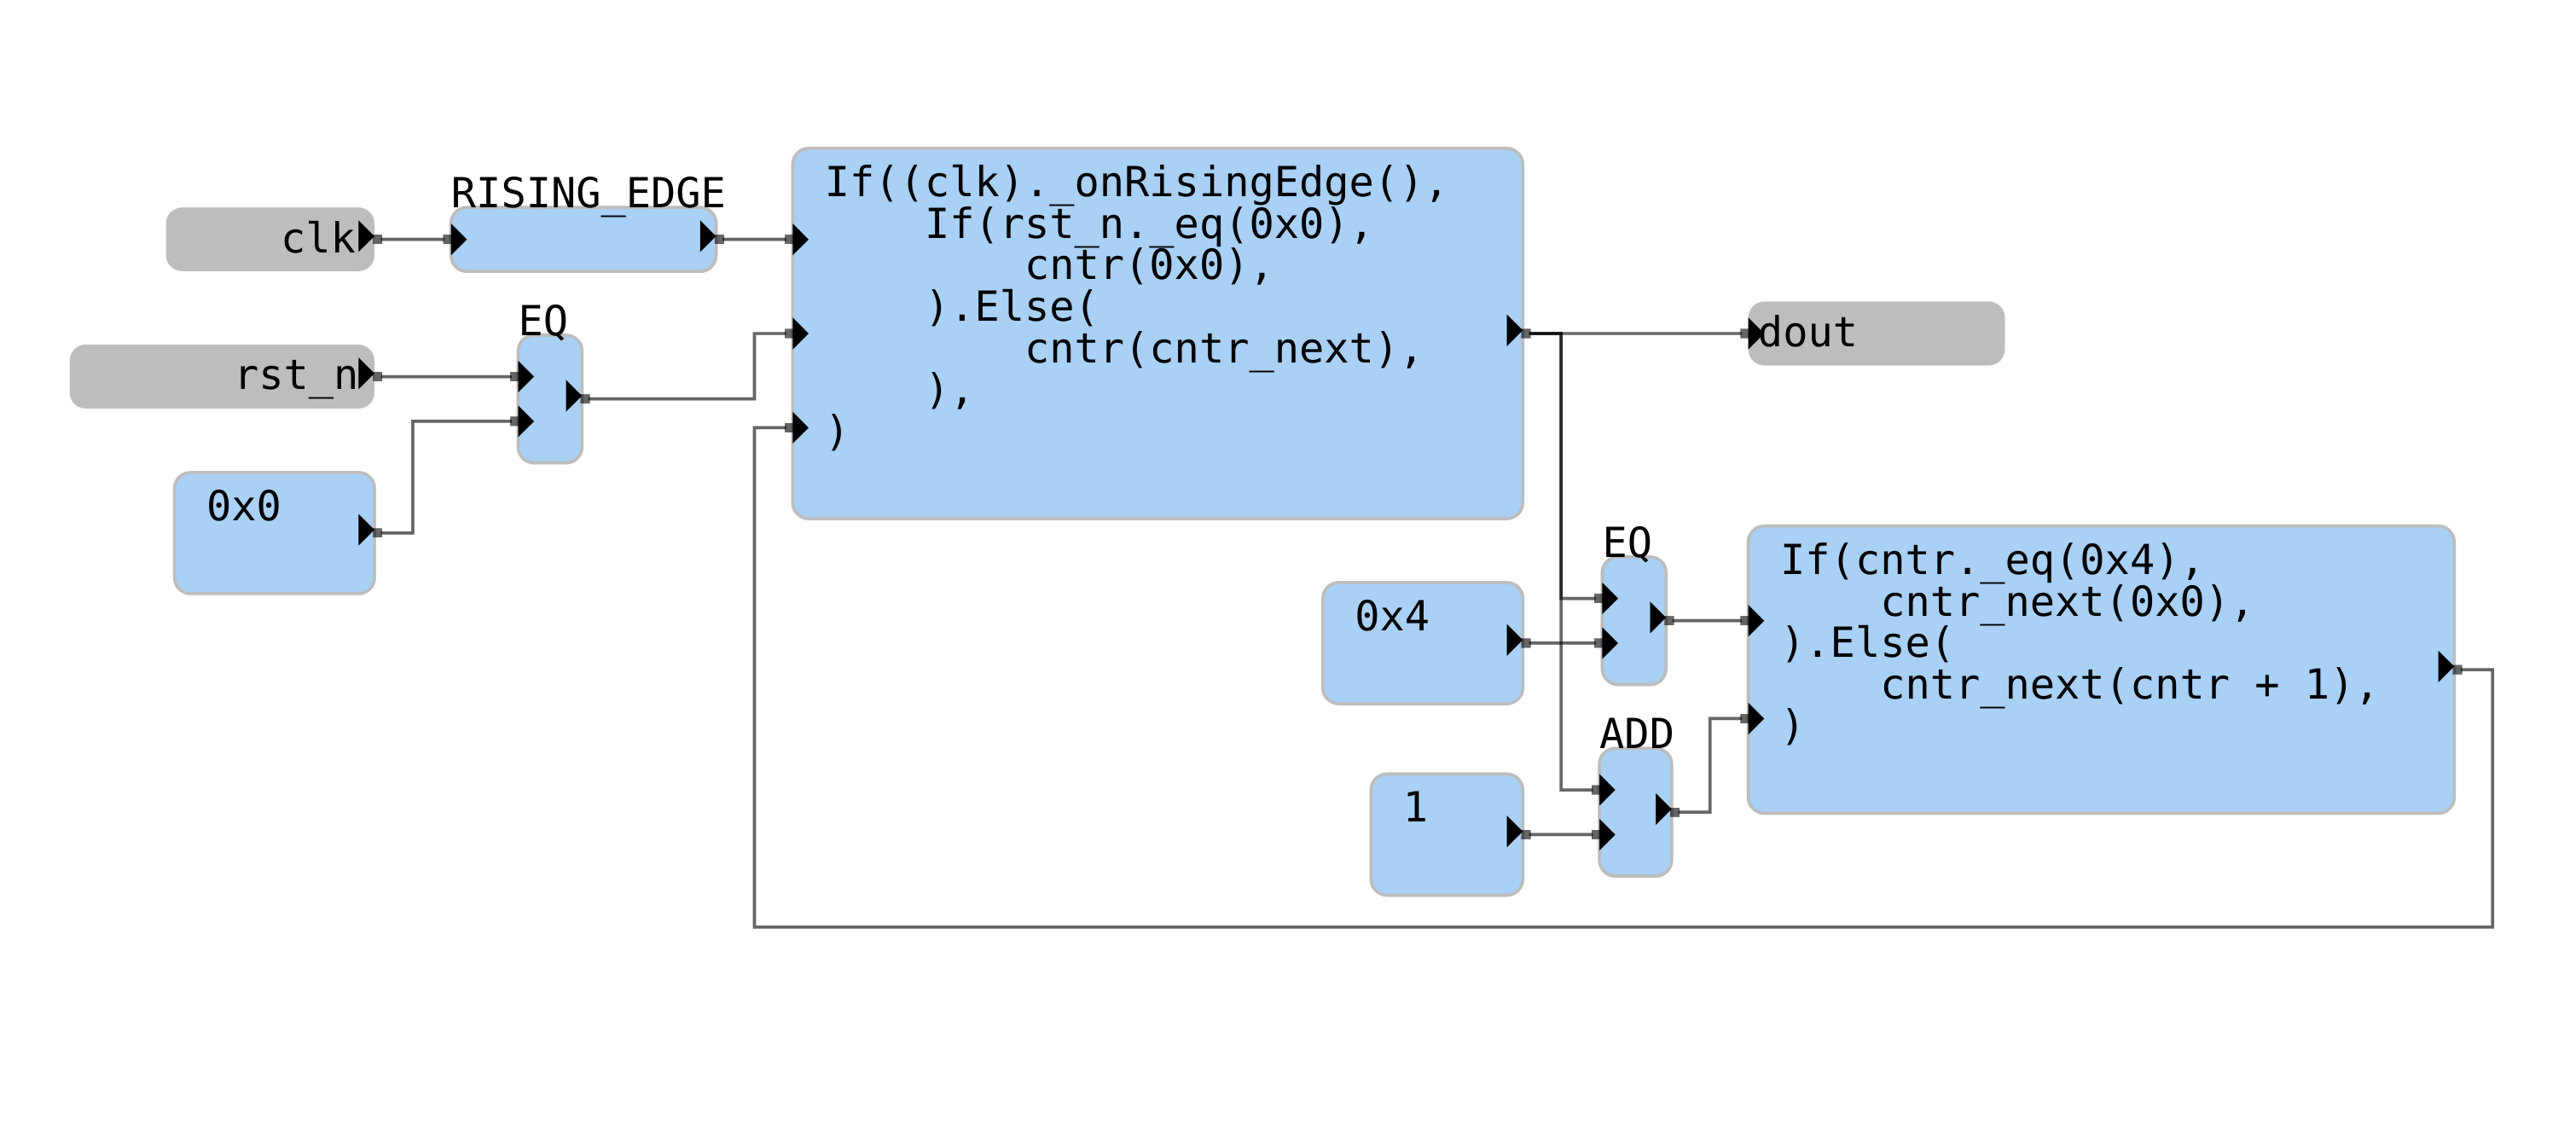 RISING_EDGE
clk
EQ
rst_n
0x0
If((clk)._onRisingEdge(),
If(rst_n._eq(0x0),
cntr(0x0),
).Else(
cntr(cntr_next),
),
)
dout
EQ
0x4
ADD
1
If(cntr._eq(0x4),
cntr_next(0x0),
).Else(
cntr_next(cntr + 1),
)